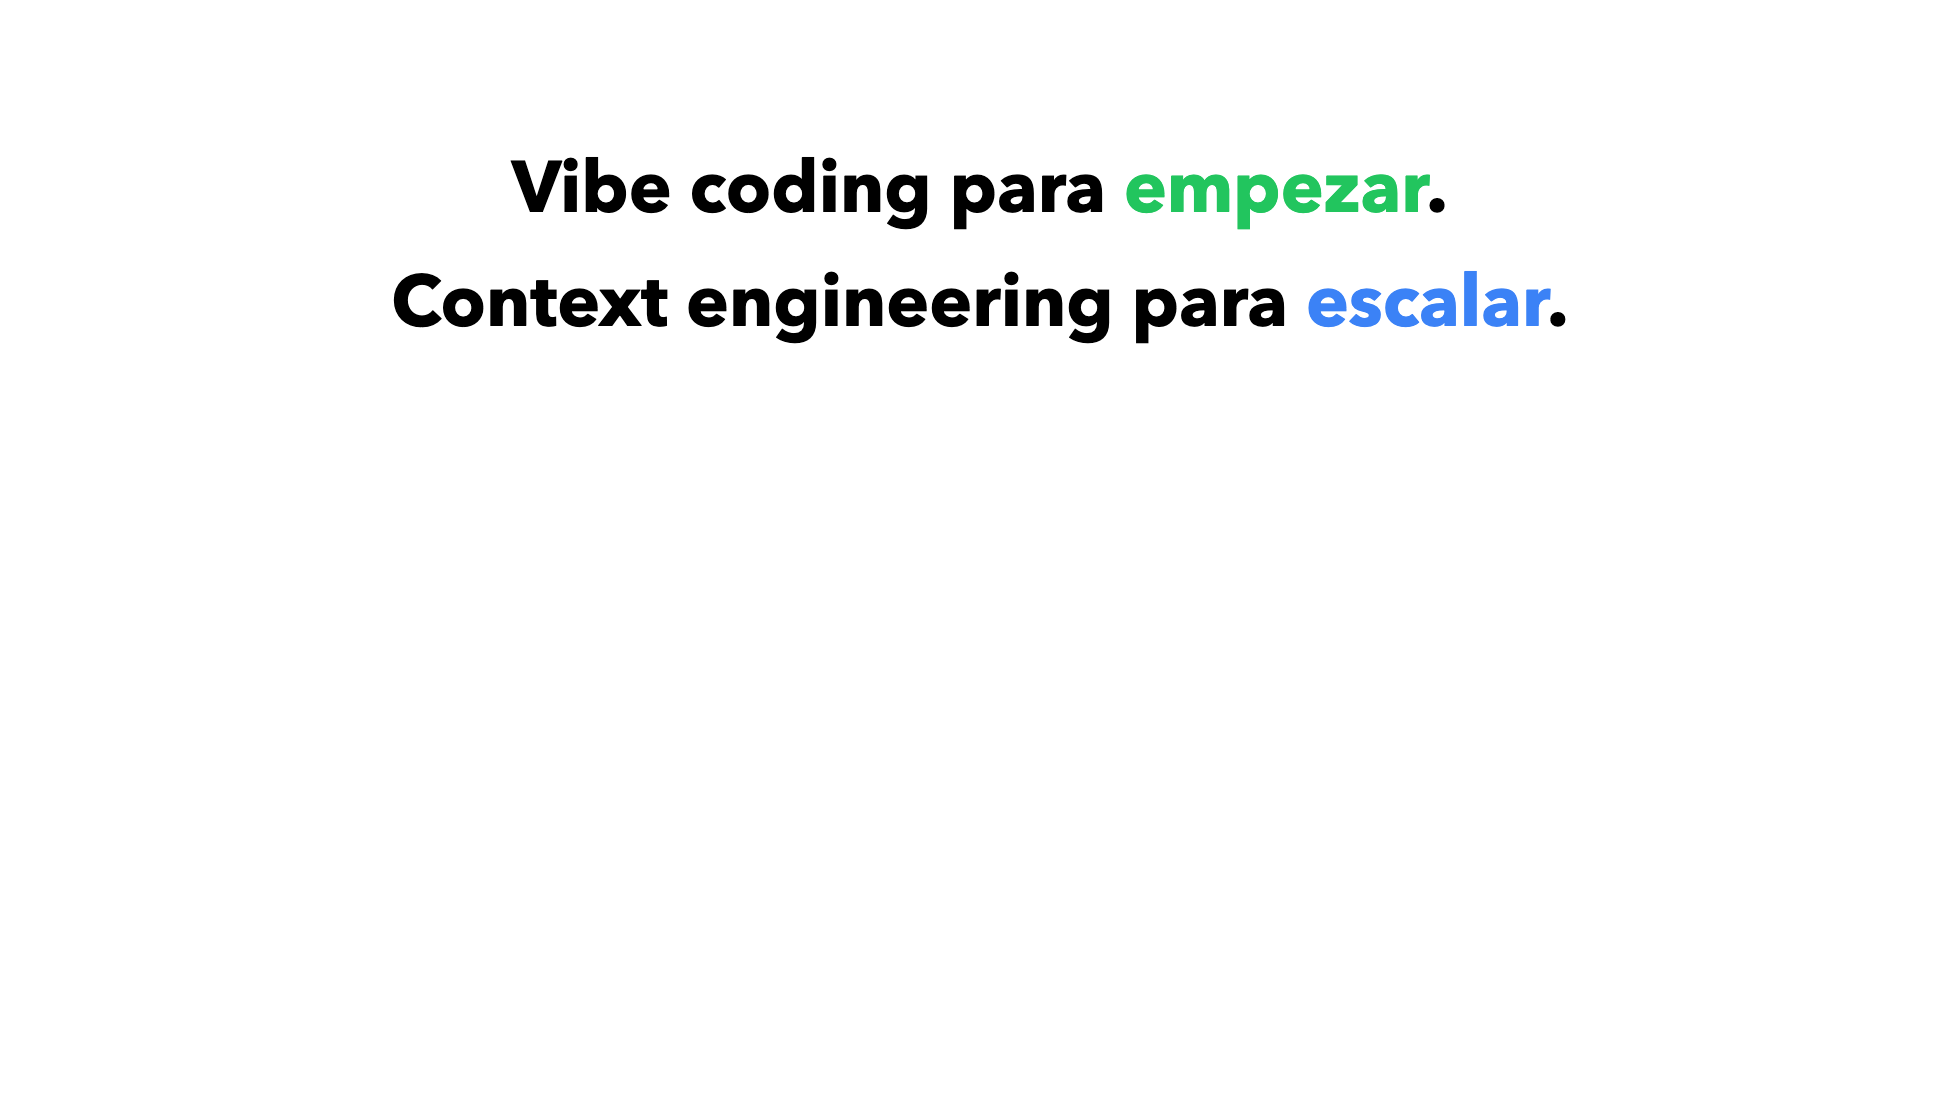 Vibe coding para empezar.
Context engineering para escalar.